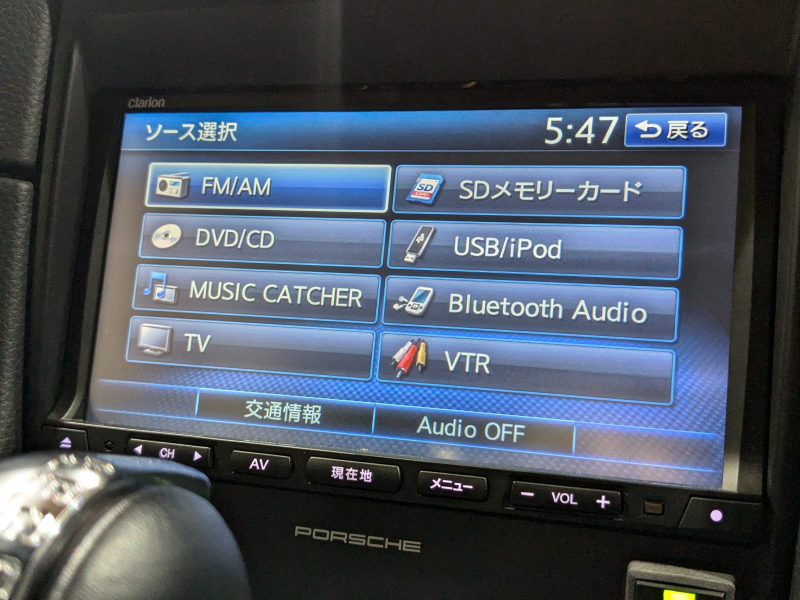 Clarion
ソース選択 5:47 戻る
FM/AM SDメモリーカード
DVD/CD USB/iPod
MUSIC CATCHER Bluetooth Audio
TV VTR
交通情報 Audio OFF
CH AV 現在地 メニュー − VOL +
PORSCHE